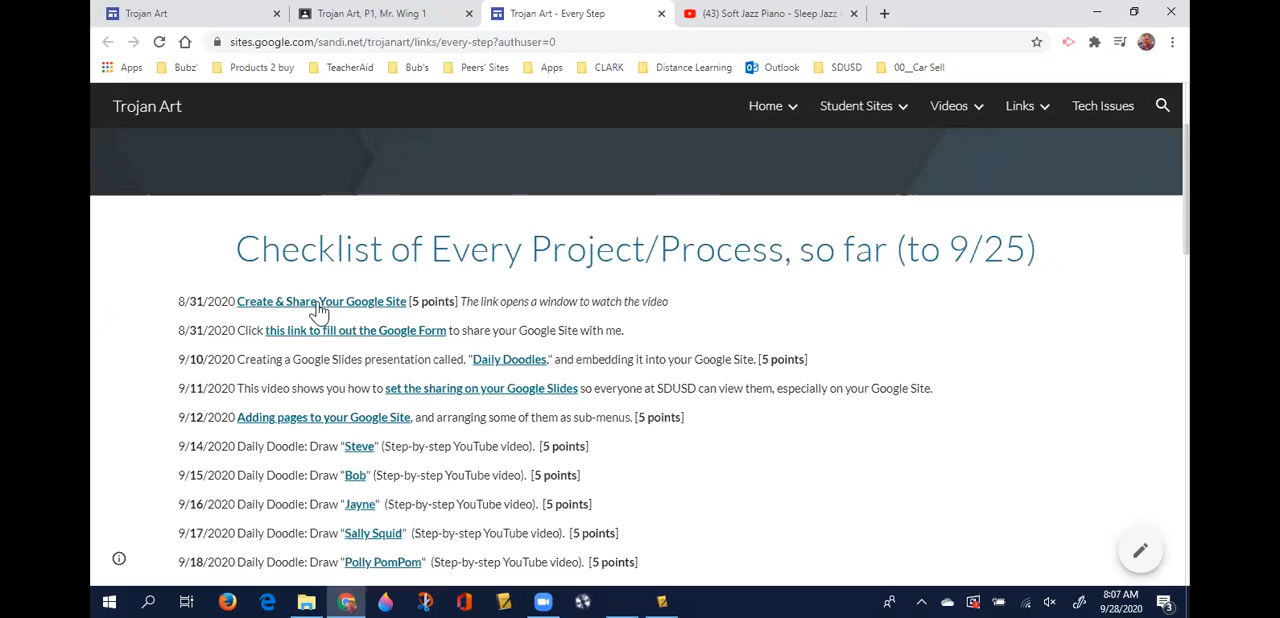 Trojan Art
Trojan Art, P1, Mr. Wing 1
Trojan Art - Every Step
(43) Soft Jazz Piano - Sleep Jazz
sites.google.com/sandi.net/trojanart/links/every-step?authuser=0
Apps Bubz' Products 2 buy TeacherAid Bub's Peers' Sites Apps CLARK Distance Learning Outlook SDUSD 00__Car Sell
Trojan Art Home Student Sites Videos Links Tech Issues
Checklist of Every Project/Process, so far (to 9/25)
8/31/2020 Create & Share Your Google Site [5 points] The link opens a window to watch the video
8/31/2020 Click this link to fill out the Google Form to share your Google Site with me.
9/10/2020 Creating a Google Slides presentation called, "Daily Doodles," and embedding it into your Google Site. [5 points]
9/11/2020 This video shows you how to set the sharing on your Google Slides so everyone at SDUSD can view them, especially on your Google Site.
9/12/2020 Adding pages to your Google Site, and arranging some of them as sub-menus. [5 points]
9/14/2020 Daily Doodle: Draw "Steve" (Step-by-step YouTube video). [5 points]
9/15/2020 Daily Doodle: Draw "Bob" (Step-by-step YouTube video). [5 points]
9/16/2020 Daily Doodle: Draw "Jayne" (Step-by-step YouTube video). [5 points]
9/17/2020 Daily Doodle: Draw "Sally Squid" (Step-by-step YouTube video). [5 points]
9/18/2020 Daily Doodle: Draw "Polly PomPom" (Step-by-step YouTube video). [5 points]
8:07 AM
9/28/2020
3